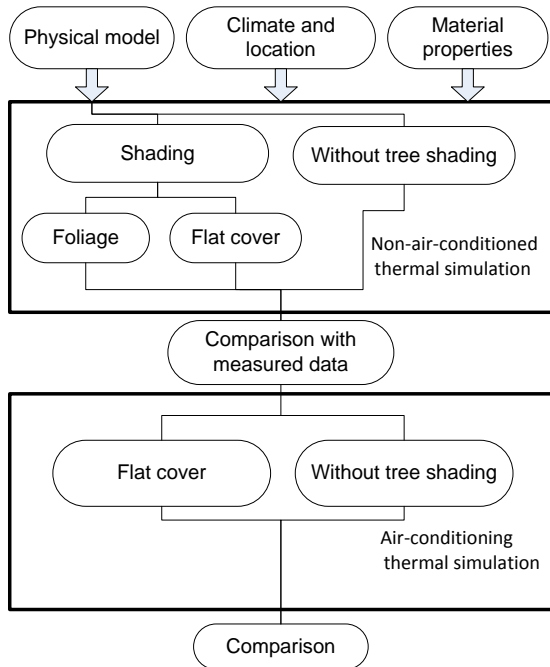 Physical model
Climate and
location
Material
properties
Shading
Without tree shading
Foliage
Flat cover
Non-air-conditioned
thermal simulation
Comparison with
measured data
Flat cover
Without tree shading
Air-conditioning
thermal simulation
Comparison